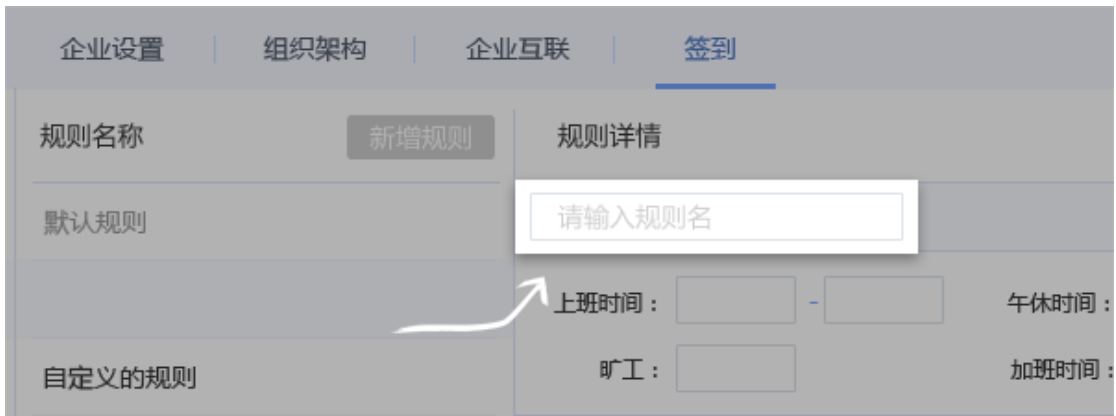 企业设置 组织架构 企业互联 签到
规则名称 新增规则 规则详情
默认规则 请输入规则名
上班时间： - 午休时间：
自定义的规则 旷工： 加班时间：